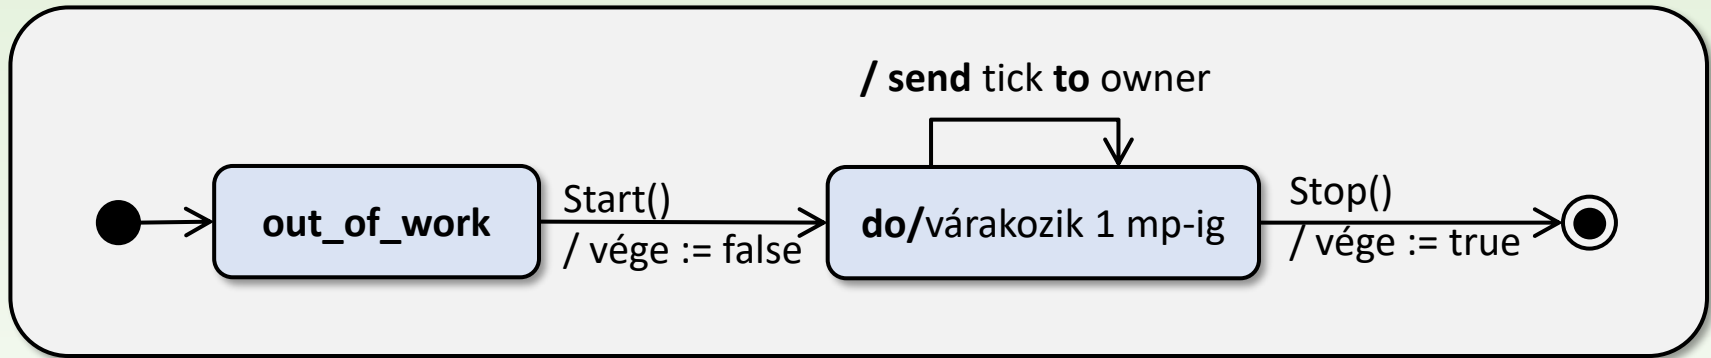 / send tick to owner
out_of_work
Start()
/ vége := false
do/várakozik 1 mp-ig
Stop()
/ vége := true